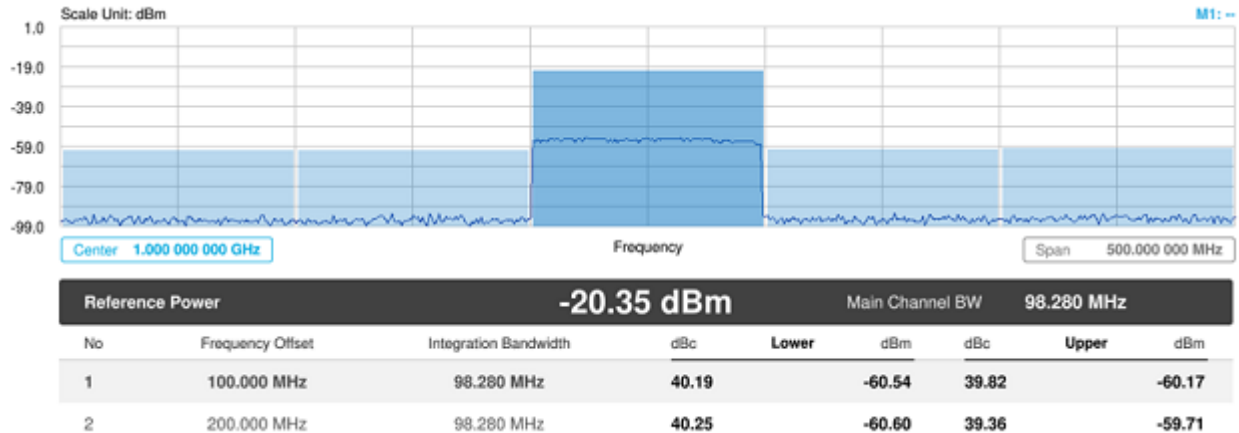 Scale Unit: dBm M1: --
1.0
-19.0
-39.0
-59.0
-79.0
-99.0
Center 1.000 000 000 GHz Frequency Span 500.000 000 MHz
Reference Power -20.35 dBm Main Channel BW 98.280 MHz
No Frequency Offset Integration Bandwidth dBc Lower dBm dBc Upper dBm
1 100.000 MHz 98.280 MHz 40.19 -60.54 39.82 -60.17
2 200.000 MHz 98.280 MHz 40.25 -60.60 39.36 -59.71